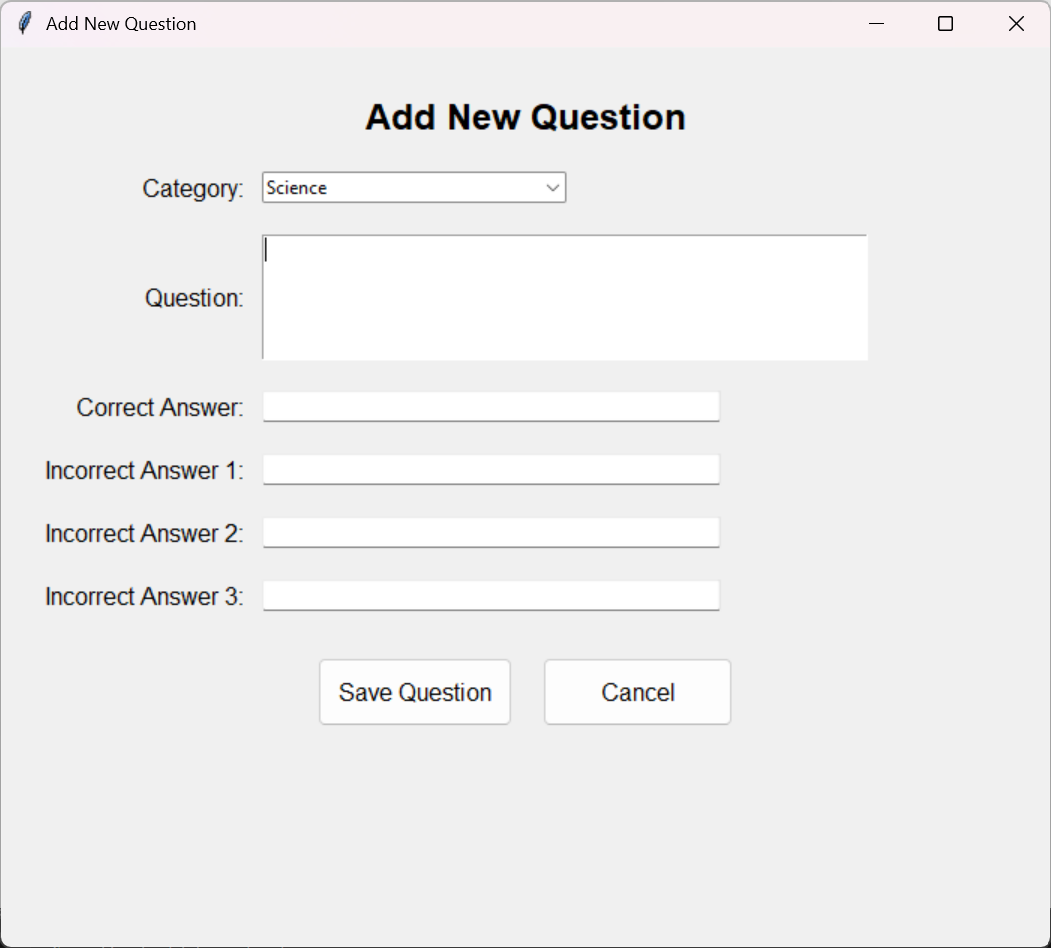 Add New Question
Add New Question
Category: Science
Question:
Correct Answer:
Incorrect Answer 1:
Incorrect Answer 2:
Incorrect Answer 3:
Save Question Cancel